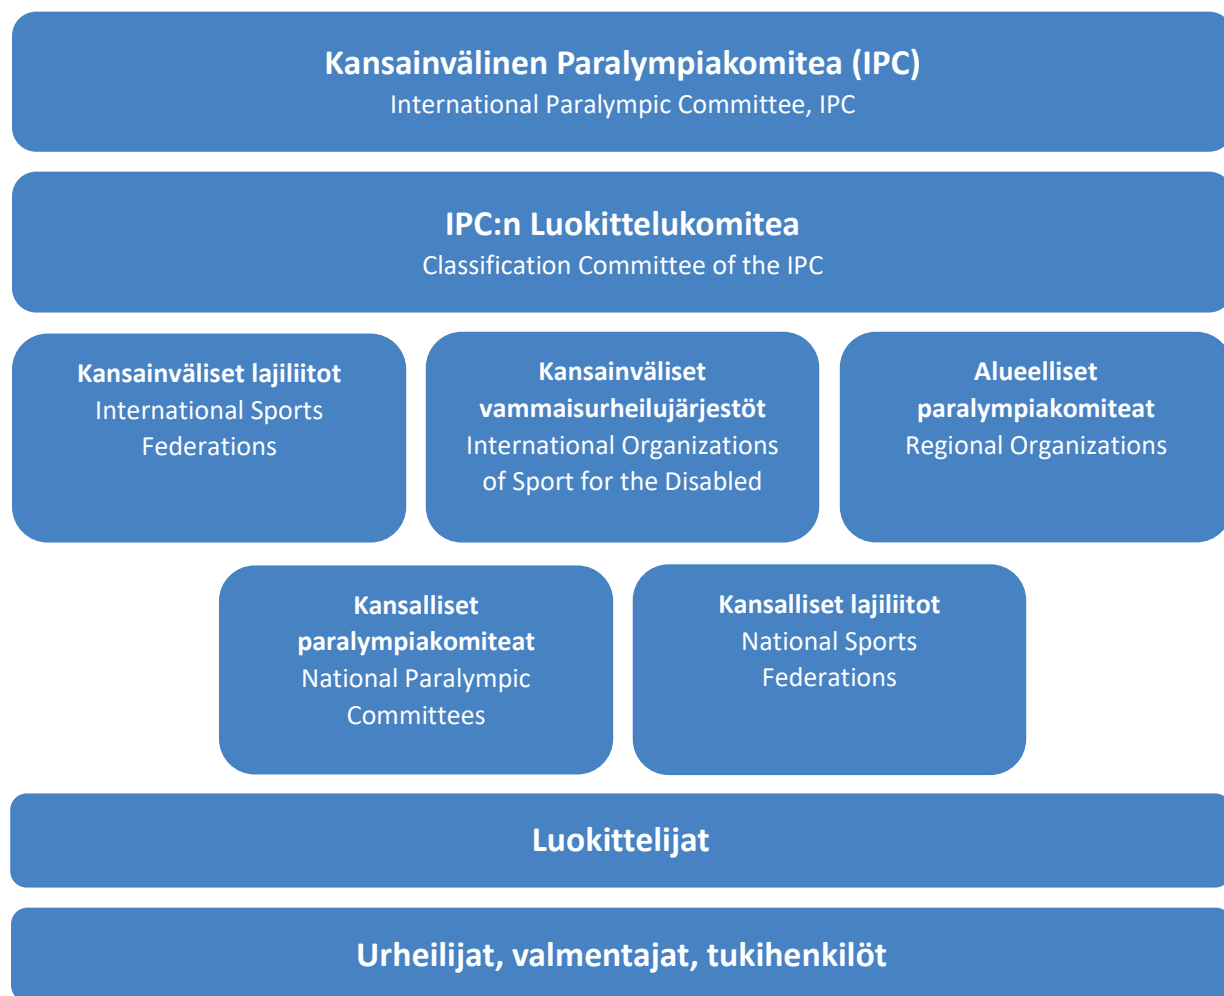 Kansainvälinen Paralympiakomitea (IPC)
International Paralympic Committee, IPC
IPC:n Luokittelukomitea
Classification Committee of the IPC
Kansainväliset lajiliitot
International Sports
Federations
Kansainväliset
vammaisurheilujärjestöt
International Organizations
of Sport for the Disabled
Alueelliset
paralympiakomiteat
Regional Organizations
Kansalliset
paralympiakomiteat
National Paralympic
Committees
Kansalliset lajiliitot
National Sports
Federations
Luokittelijat
Urheilijat, valmentajat, tukihenkilöt